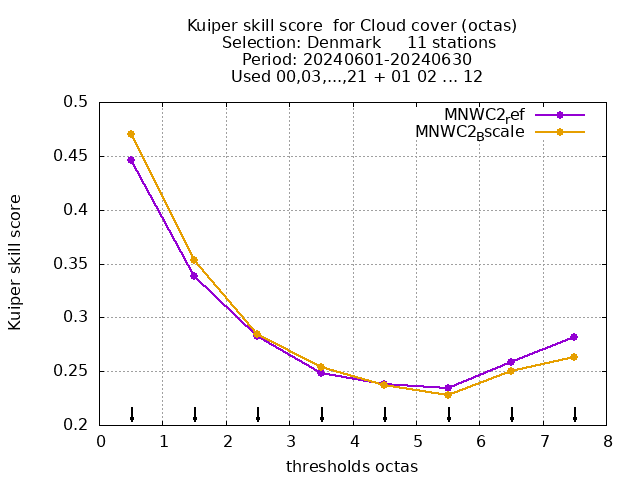 Kuiper skill score  for Cloud cover (octas)
Selection: Denmark     11 stations
Period: 20240601-20240630
Used 00,03,...,21 + 01 02 ... 12
MNWC2ref
MNWC2Bscale
0.5
0.45
0.4
0.35
0.3
0.25
0.2
Kuiper skill score
0 1 2 3 4 5 6 7 8
thresholds octas